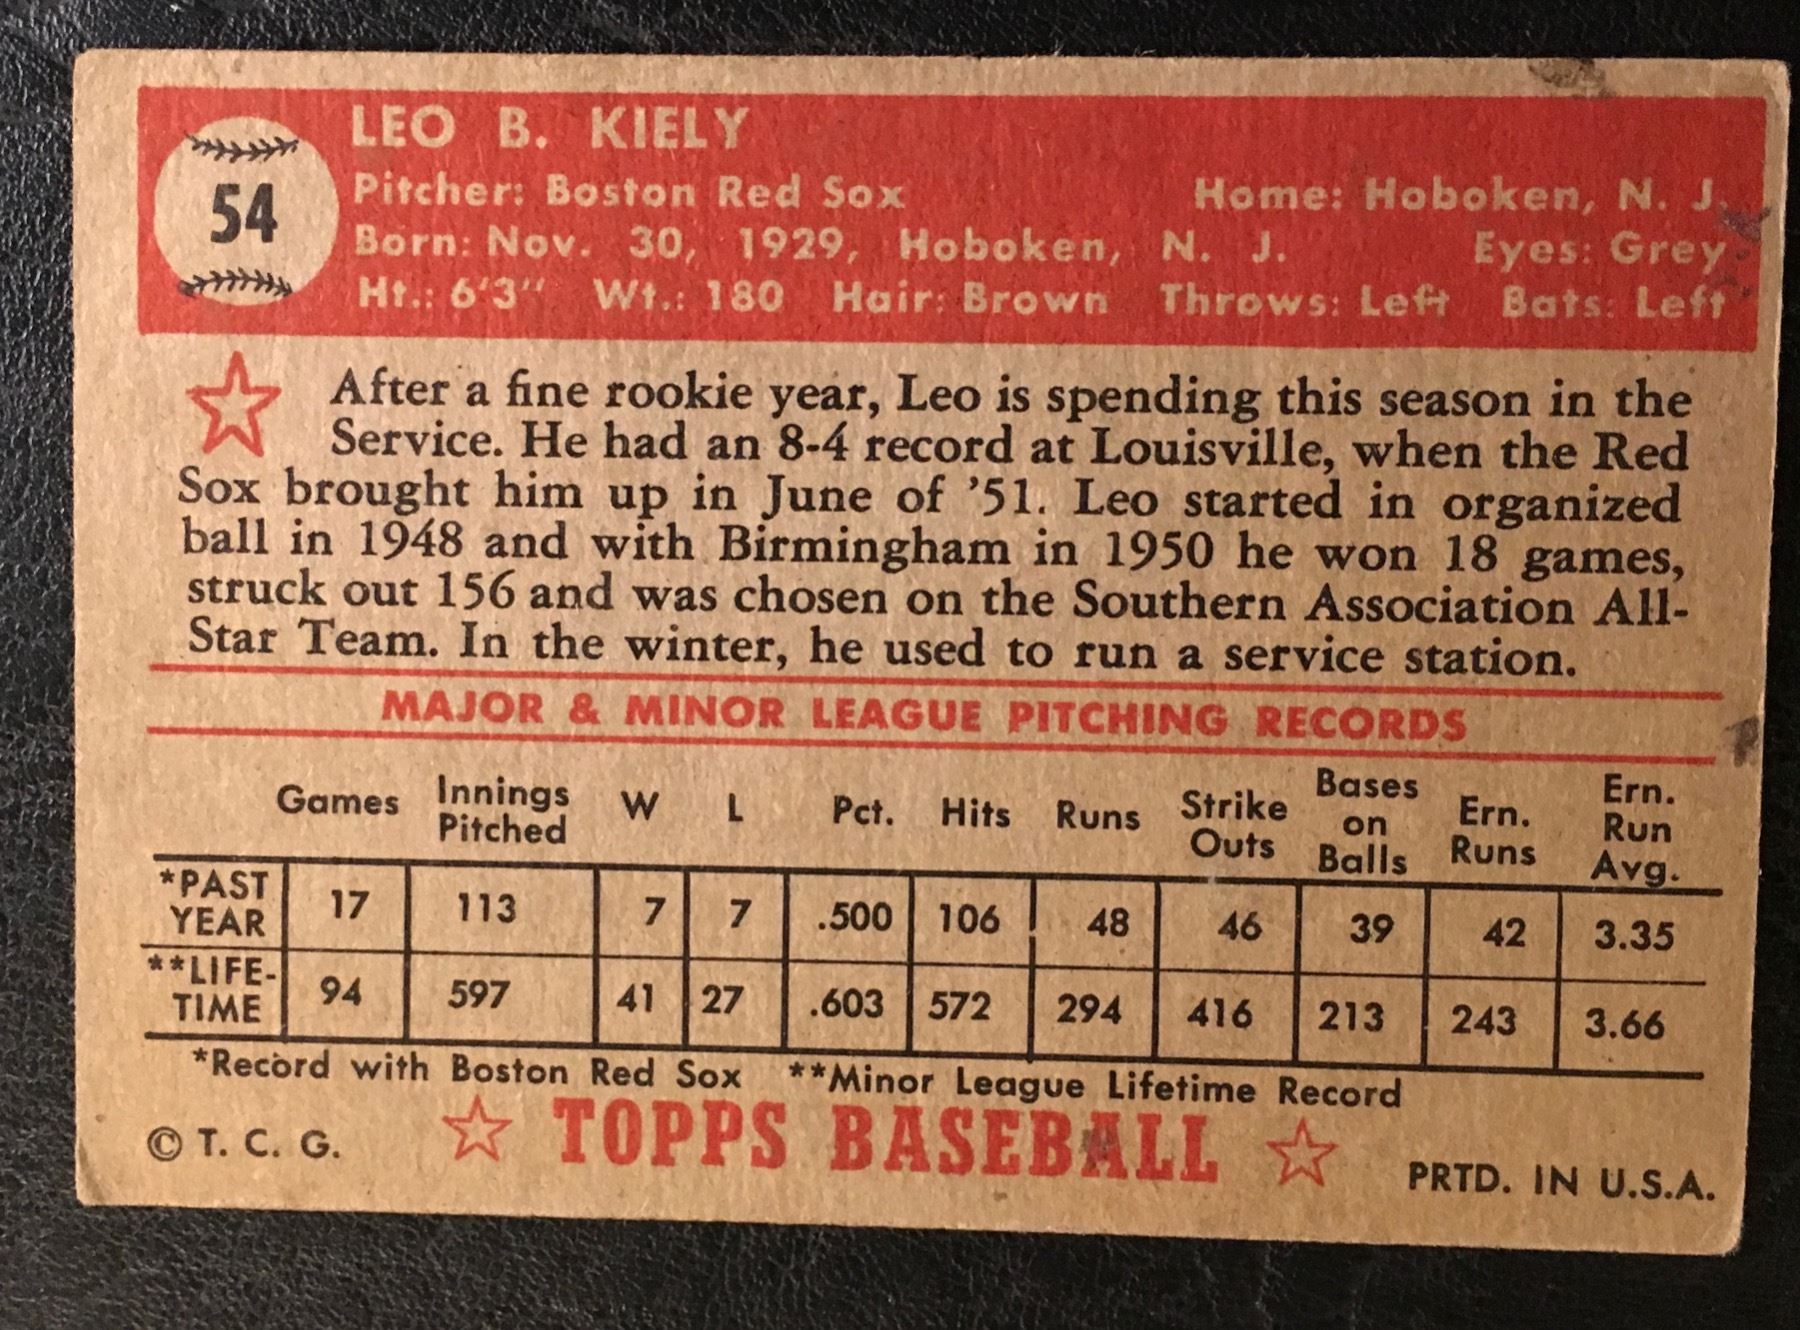 54
LEO B. KIELY
Pitcher: Boston Red Sox Home: Hoboken, N. J.
Born: Nov. 30, 1929, Hoboken, N. J. Eyes: Grey
Ht.: 6'3" Wt.: 180 Hair: Brown Throws: Left Bats: Left
After a fine rookie year, Leo is spending this season in the
Service. He had an 8-4 record at Louisville, when the Red
Sox brought him up in June of '51. Leo started in organized
ball in 1948 and with Birmingham in 1950 he won 18 games,
struck out 156 and was chosen on the Southern Association All-
Star Team. In the winter, he used to run a service station.
MAJOR & MINOR LEAGUE PITCHING RECORDS
Games Innings Pitched W L Pct. Hits Runs Strike Outs Bases on Balls Ern. Runs Ern. Run Avg.
*PAST YEAR 17 113 7 7 .500 106 48 46 39 42 3.35
**LIFE-TIME 94 597 41 27 .603 572 294 416 213 243 3.66
*Record with Boston Red Sox **Minor League Lifetime Record
© T. C. G. TOPPS BASEBALL PRTD. IN U.S.A.